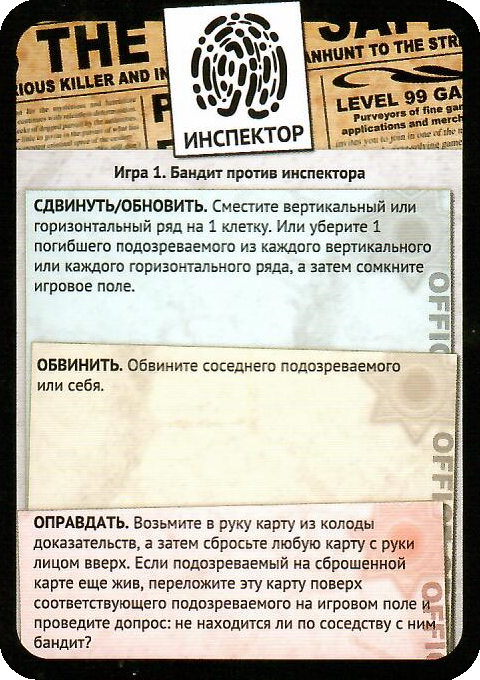 THE
SAF
RIOUS KILLER AND IN
ANHUNT TO THE STR
LEVEL 99 GA
Purveyors of fine gam
applications and merch
ИНСПЕКТОР
Игра 1. Бандит против инспектора
СДВИНУТЬ/ОБНОВИТЬ. Сместите вертикальный или
горизонтальный ряд на 1 клетку. Или уберите 1
погибшего подозреваемого из каждого вертикального
или каждого горизонтального ряда, а затем сомкните
игровое поле.
OFFIC
ОБВИНИТЬ. Обвините соседнего подозреваемого
или себя.
OFFIC
ОПРАВДАТЬ. Возьмите в руку карту из колоды
доказательств, а затем сбросьте любую карту с руки
лицом вверх. Если подозреваемый на сброшенной
карте еще жив, переложите эту карту поверх
соответствующего подозреваемого на игровом поле и
проведите допрос: не находится ли по соседству с ним
бандит?
OFFIC